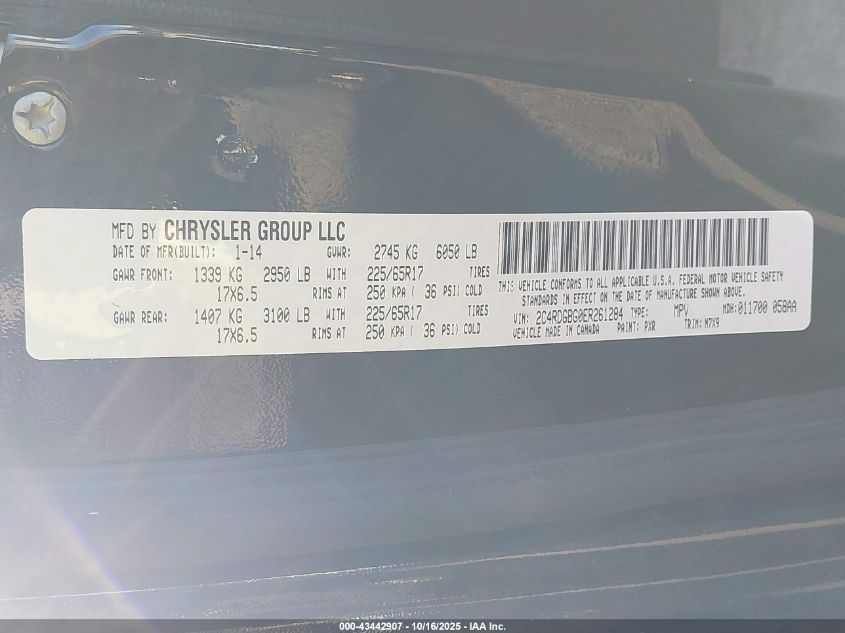 MFD BY CHRYSLER GROUP LLC
DATE OF MFR(BUILT): 1-14 GVWR: 2745 KG 6050 LB
GAWR FRONT: 1339 KG 2950 LB WITH 225/65R17 TIRES
17X6.5 RIMS AT 250 KPA ( 36 PSI) COLD
GAWR REAR: 1407 KG 3100 LB WITH 225/65R17 TIRES
17X6.5 RIMS AT 250 KPA ( 36 PSI) COLD
THIS VEHICLE CONFORMS TO ALL APPLICABLE U.S.A. FEDERAL MOTOR VEHICLE SAFETY
STANDARDS IN EFFECT ON THE DATE OF MANUFACTURE SHOWN ABOVE.
VIN: 2C4RDGBG0ER261284 TYPE: MPV MDH: 011700 058AA
VEHICLE MADE IN CANADA PAINT: PXR TRIM: M7X9
000-43442907 - 10/16/2025 - IAA Inc.